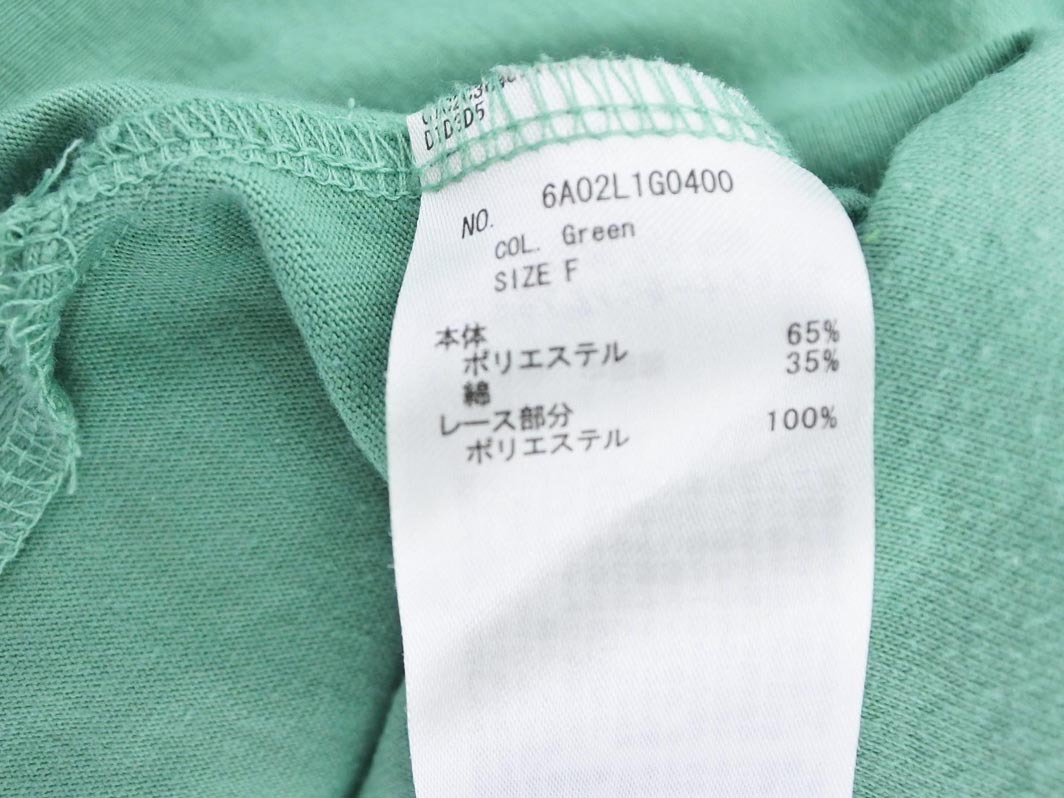 D1D3D5
NO. 6A02L1G0400
COL. Green
SIZE F
本体
ポリエステル 65%
綿 35%
レース部分
ポリエステル 100%